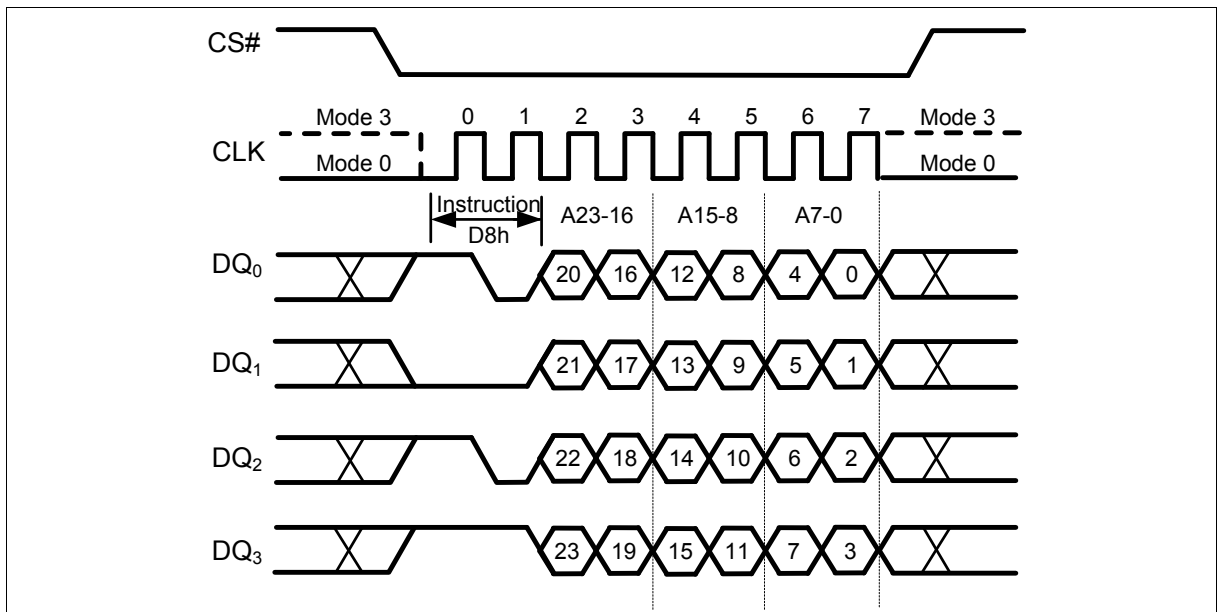 CS#
Mode 3 0 1 2 3 4 5 6 7 Mode 3
CLK
Mode 0 Mode 0
Instruction A23-16 A15-8 A7-0
D8h
DQ0 20 16 12 8 4 0
DQ1 21 17 13 9 5 1
DQ2 22 18 14 10 6 2
DQ3 23 19 15 11 7 3